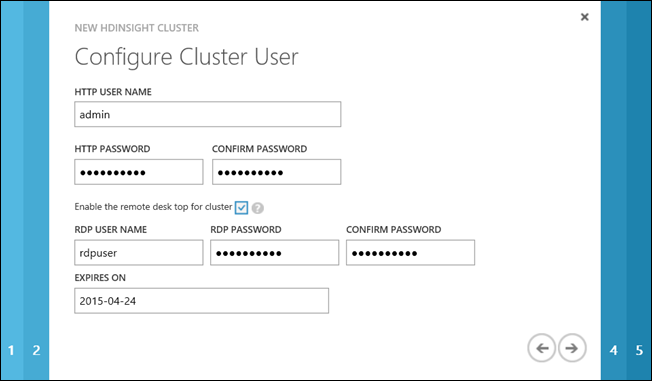 NEW HDINSIGHT CLUSTER
Configure Cluster User
HTTP USER NAME
admin
HTTP PASSWORD CONFIRM PASSWORD
●●●●●●●●●● ●●●●●●●●●●
Enable the remote desk top for cluster ?
RDP USER NAME RDP PASSWORD CONFIRM PASSWORD
rdpuser ●●●●●●●●●● ●●●●●●●●●●
EXPIRES ON
2015-04-24
1 2 4 5